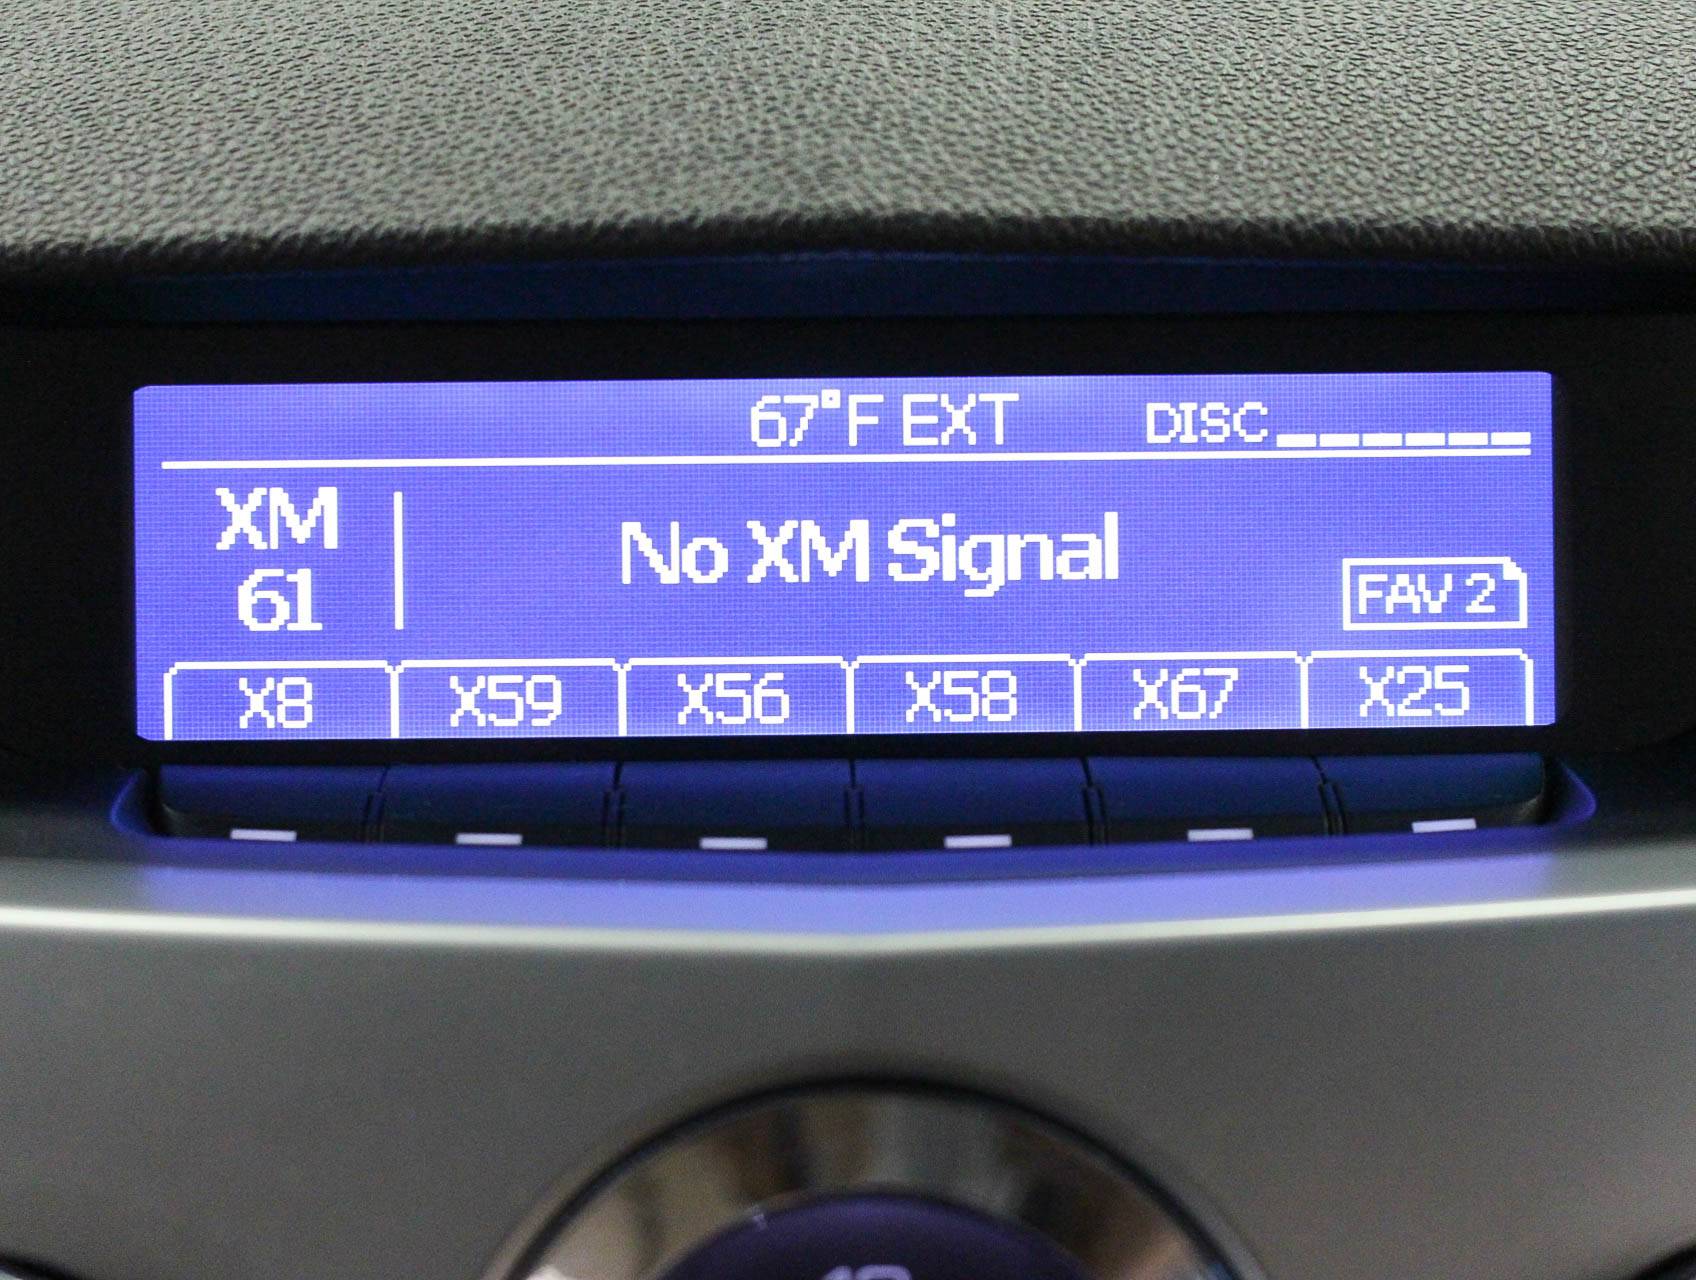 67°F EXT DISC
XM
61
No XM Signal
FAV 2
X8 X59 X56 X58 X67 X25